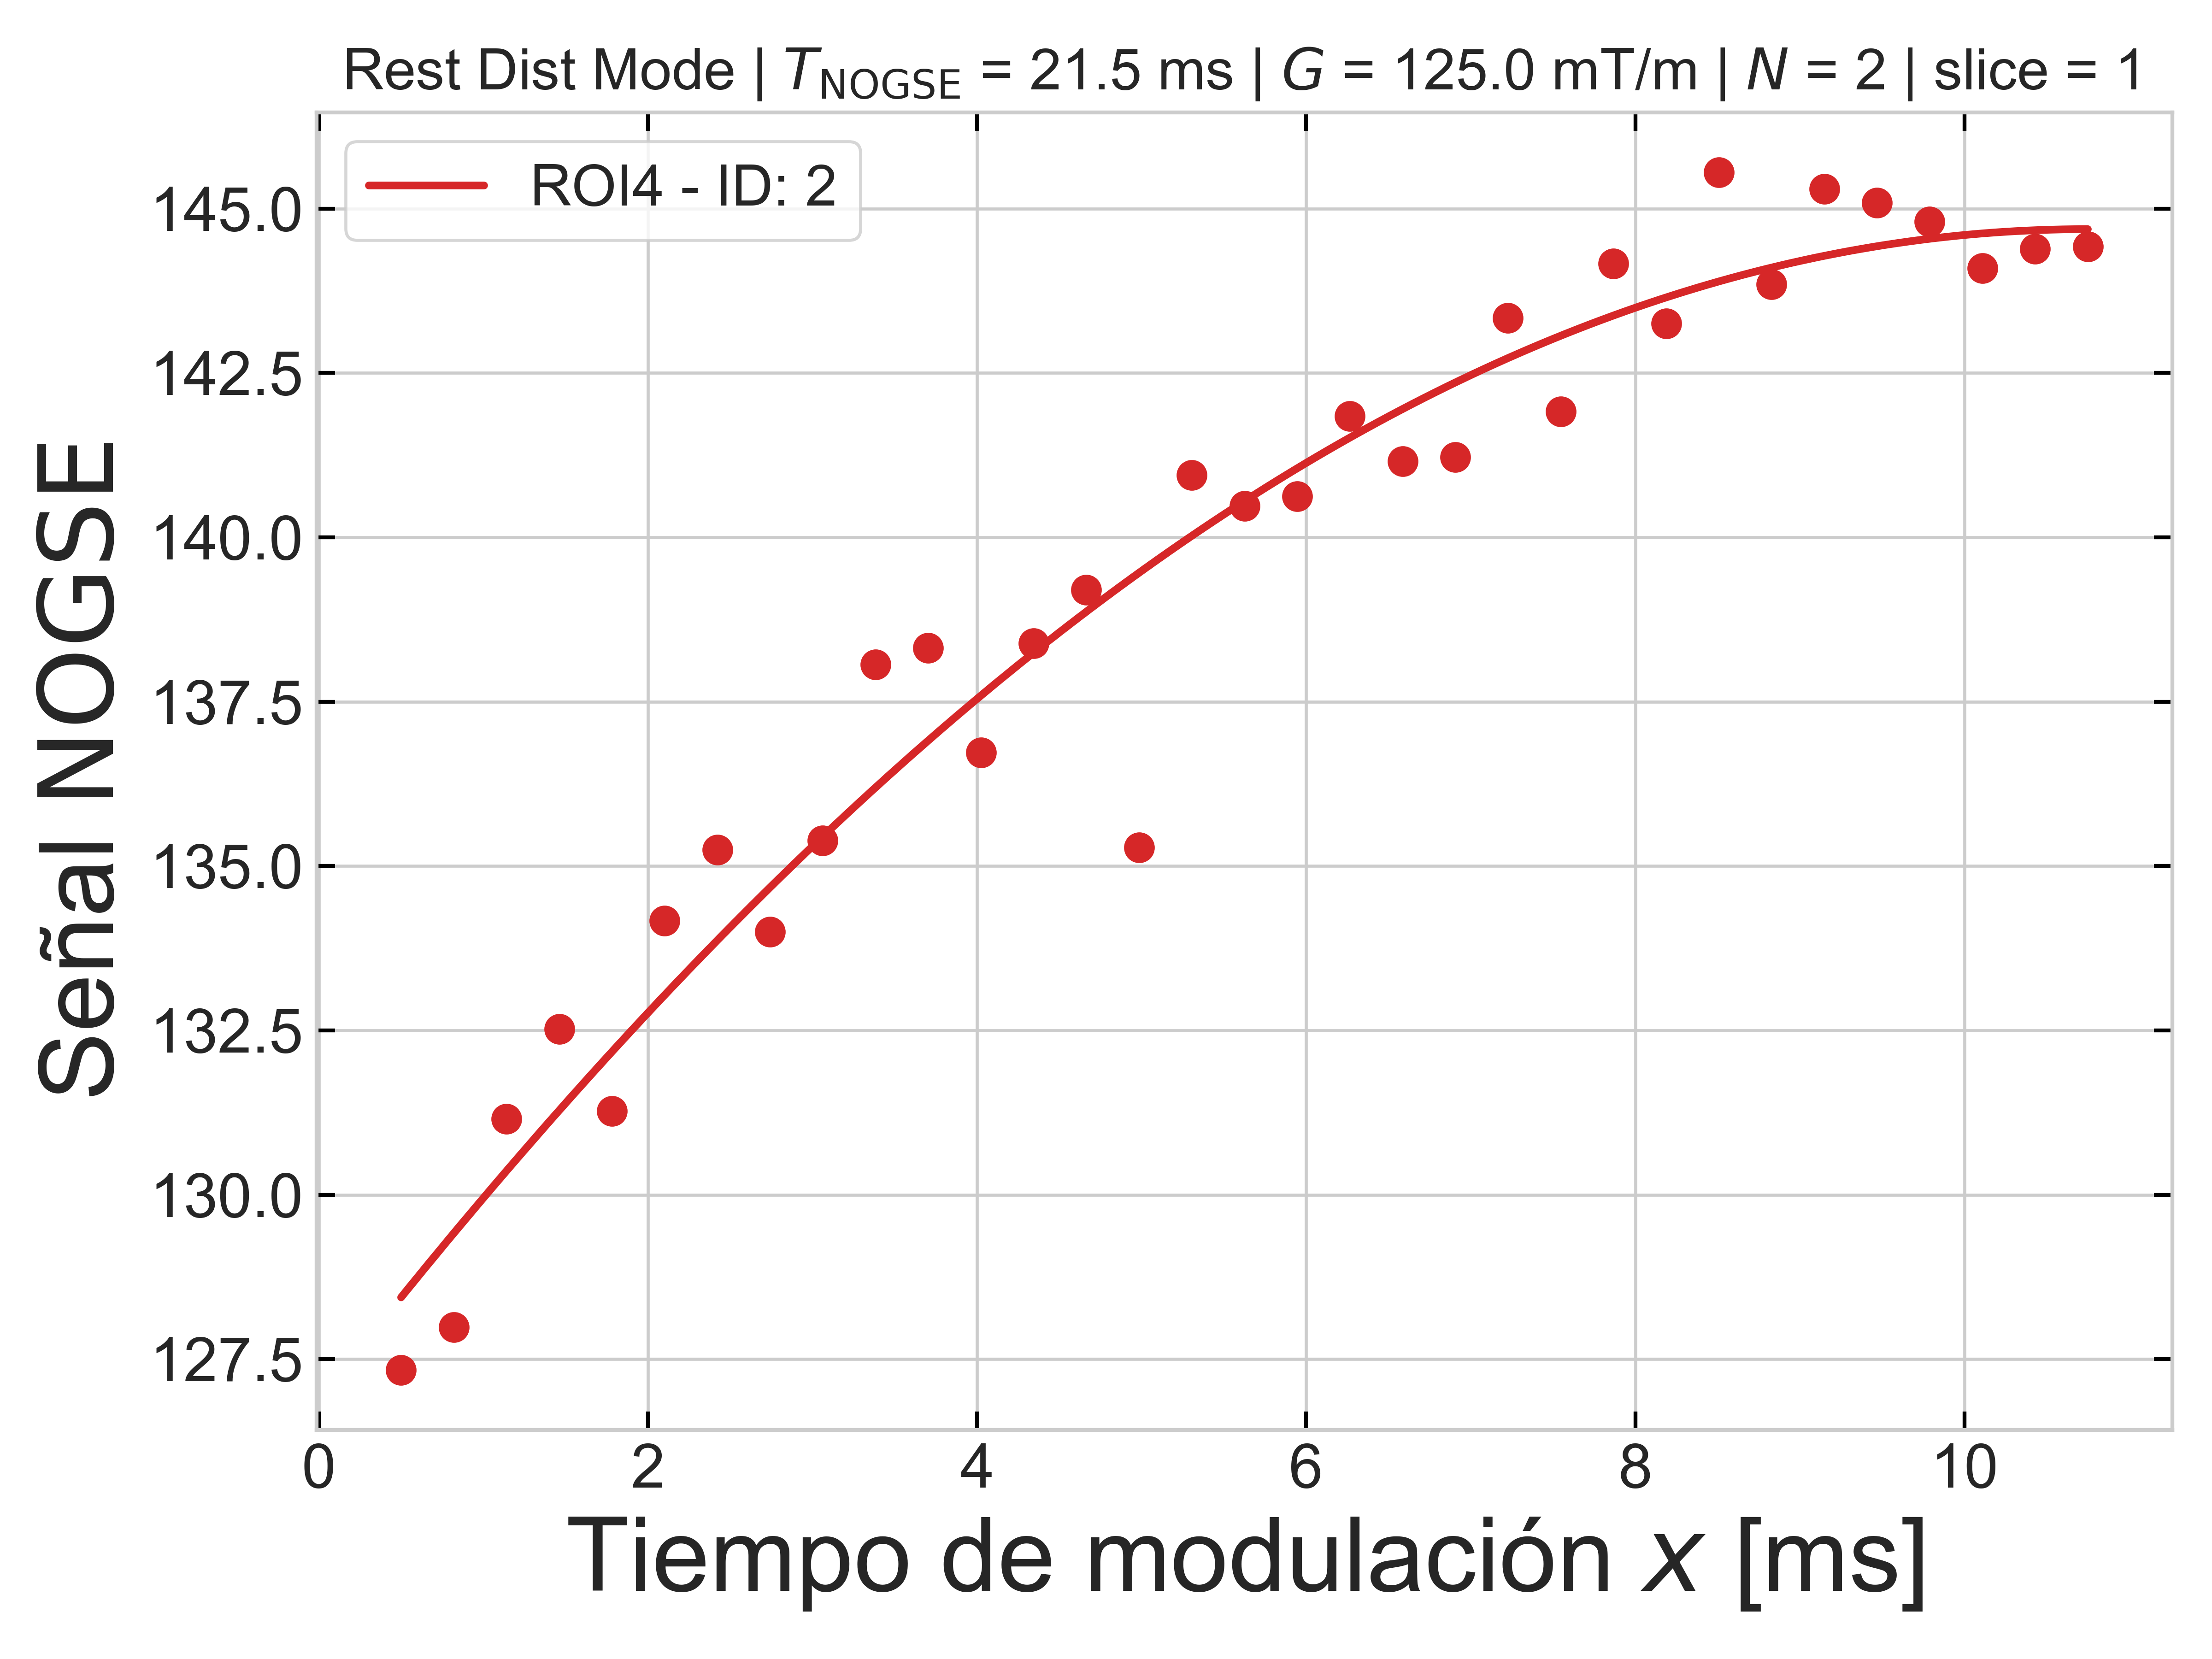 Rest Dist Mode | T_NOGSE = 21.5 ms | G = 125.0 mT/m | N = 2 | slice = 1
ROI4 - ID: 2
145.0
142.5
140.0
137.5
135.0
132.5
130.0
127.5
Señal NOGSE
0 2 4 6 8 10
Tiempo de modulación x [ms]